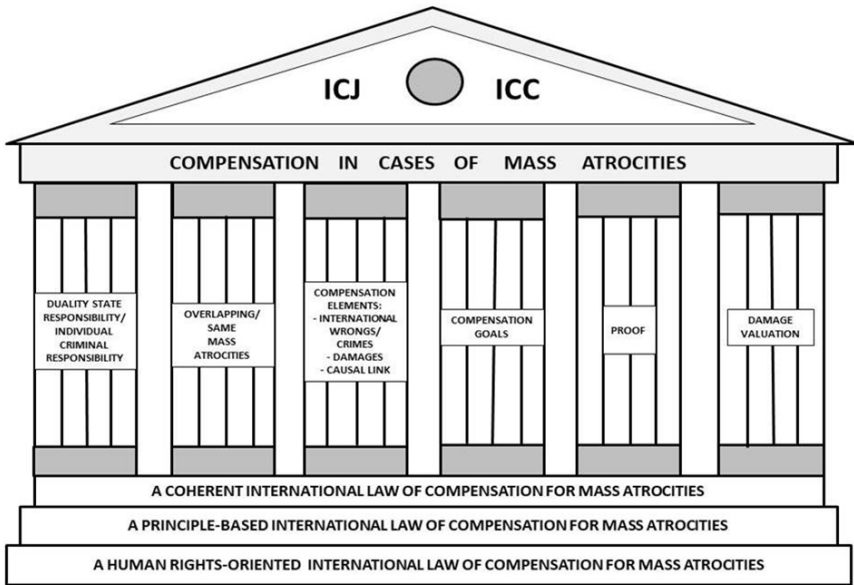 ICJ ICC
COMPENSATION IN CASES OF MASS ATROCITIES
DUALITY STATE
RESPONSIBILITY/
INDIVIDUAL
CRIMINAL
RESPONSIBILITY
OVERLAPPING/
SAME
MASS
ATROCITIES
COMPENSATION
ELEMENTS:
- INTERNATIONAL
WRONGS/
CRIMES
- DAMAGES
- CAUSAL LINK
COMPENSATION
GOALS
PROOF
DAMAGE
VALUATION
A COHERENT INTERNATIONAL LAW OF COMPENSATION FOR MASS ATROCITIES
A PRINCIPLE-BASED INTERNATIONAL LAW OF COMPENSATION FOR MASS ATROCITIES
A HUMAN RIGHTS-ORIENTED INTERNATIONAL LAW OF COMPENSATION FOR MASS ATROCITIES